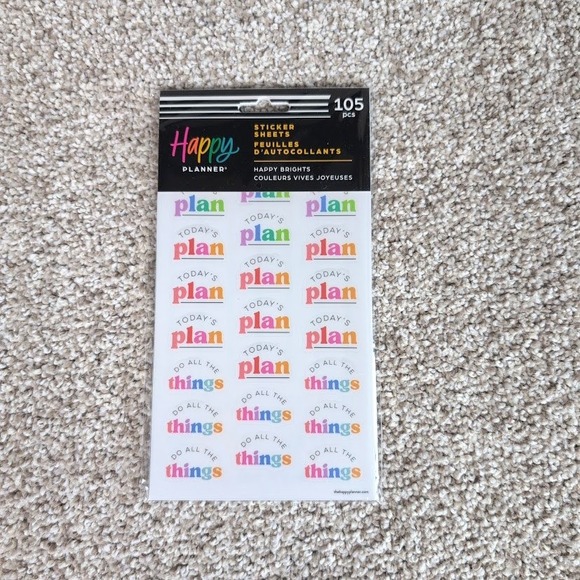 105
pcs
Happy
PLANNER®
STICKER
SHEETS
FEUILLES
D'AUTOCOLLANTS
HAPPY BRIGHTS
COULEURS VIVES JOYEUSES
plan plan plan
TODAY'S TODAY'S TODAY'S
plan plan plan
TODAY'S TODAY'S TODAY'S
plan plan plan
TODAY'S TODAY'S TODAY'S
plan plan plan
TODAY'S
plan
DO ALL THE DO ALL THE DO ALL THE
things things things
DO ALL THE DO ALL THE DO ALL THE
things things things
DO ALL THE DO ALL THE
things things
thehappyplanner.com